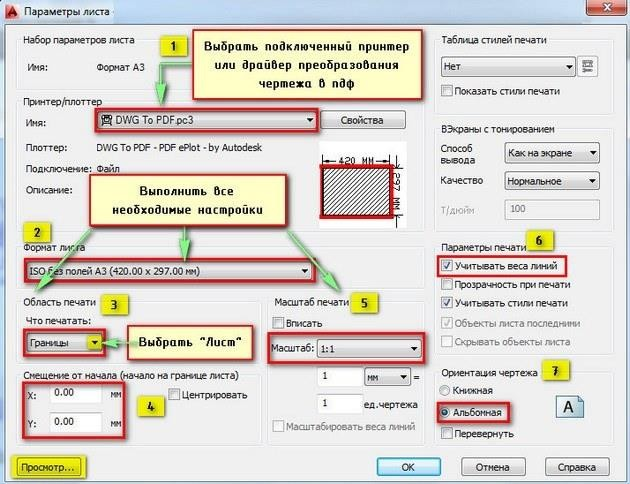 Параметры листа
Набор параметров листа
Имя: Формат А3
1
Выбрать подключенный принтер
или драйвер преобразования
чертежа в пдф
Таблица стилей печати
Нет
Показать стили печати
Принтер/плоттер
Имя: DWG To PDF.pc3
Свойства
Плоттер: DWG To PDF - PDF ePlot - by Autodesk
Подключение: Файл
Описание:
420 MM
297 MM
ВЭкраны с тонированием
Способ вывода
Как на экране
Качество
Нормальное
Т/дюйм
100
Выполнить все
необходимые настройки
2
Формат листа
ISO без полей A3 (420.00 x 297.00 мм)
Область печати
3
Что печатать:
Границы
Выбрать "Лист"
Смещение от начала (начало на границе листа)
X: 0.00 мм
Y: 0.00 мм
4
Центрировать
Масштаб печати
5
Вписать
Масштаб: 1:1
1
мм
=
1
ед.чертежа
Масштабировать веса линий
Параметры печати
6
Учитывать веса линий
Прозрачность при печати
Учитывать стили печати
Объекты листа последними
Скрывать объекты листа
Ориентация чертежа
7
Книжная
Альбомная
Перевернуть
A
Просмотр...
OK
Отмена
Справка